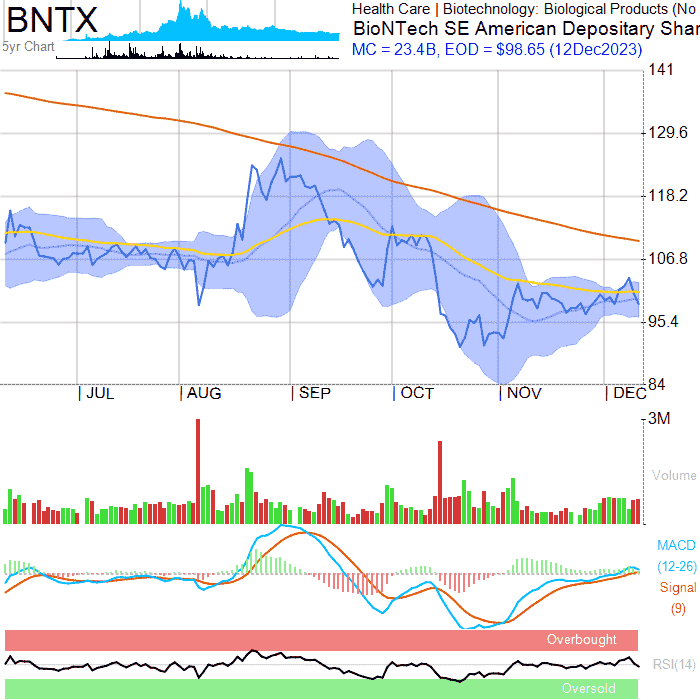 BNTX
5yr Chart
Health Care | Biotechnology: Biological Products (No
BioNTech SE American Depositary Shar
MC = 23.4B, EOD = $98.65 (12Dec2023)
141
129.6
118.2
106.8
95.4
84
JUL
AUG
SEP
OCT
NOV
DEC
3M
Volume
MACD
(12-26)
Signal
(9)
Overbought
RSI(14)
Oversold